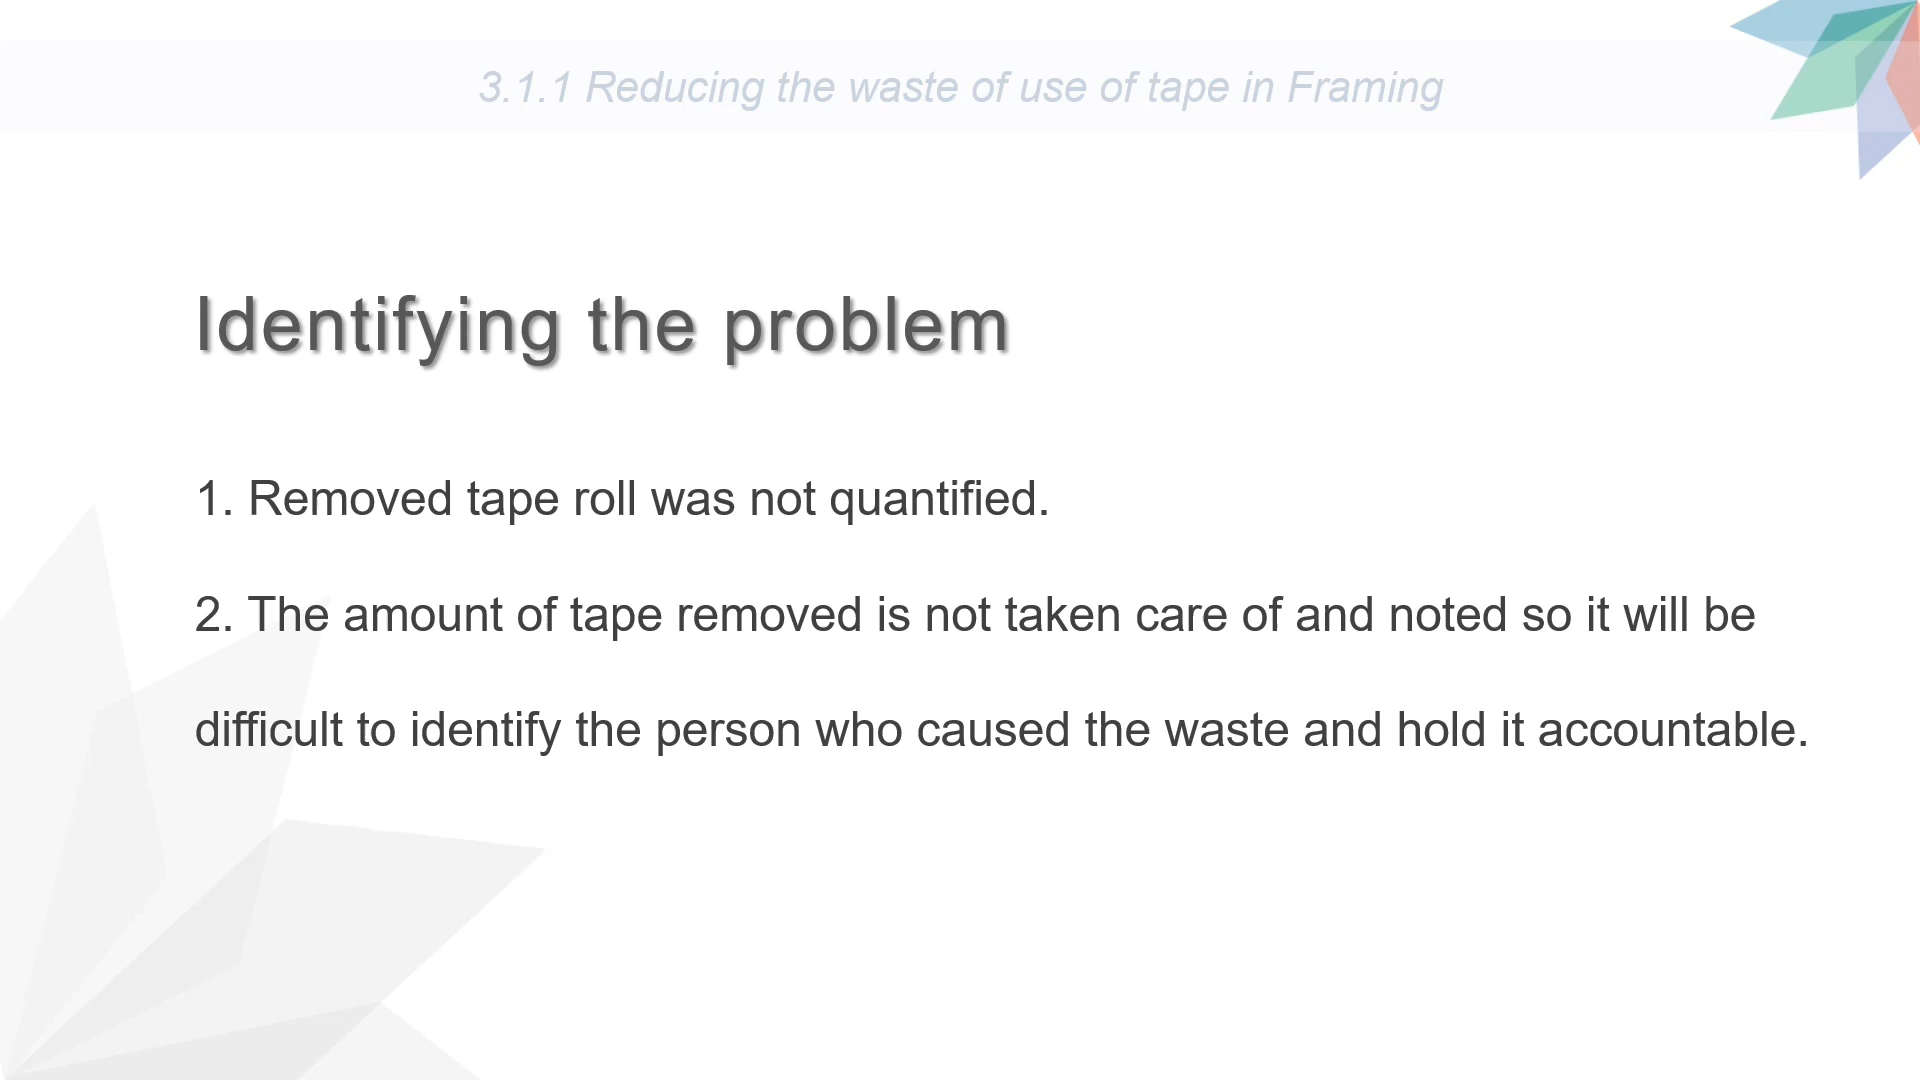 3.1.1 Reducing the waste of use of tape in Framing
Identifying the problem
1. Removed tape roll was not quantified.
2. The amount of tape removed is not taken care of and noted so it will be
difficult to identify the person who caused the waste and hold it accountable.